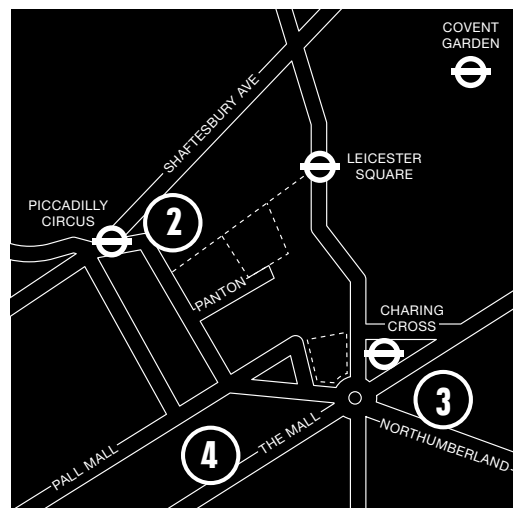 COVENT
GARDEN
SHAFTESBURY AVE
LEICESTER
SQUARE
PICCADILLY
CIRCUS
2
PANTON
CHARING
CROSS
3
THE MALL
NORTHUMBERLAND
4
PALL MALL